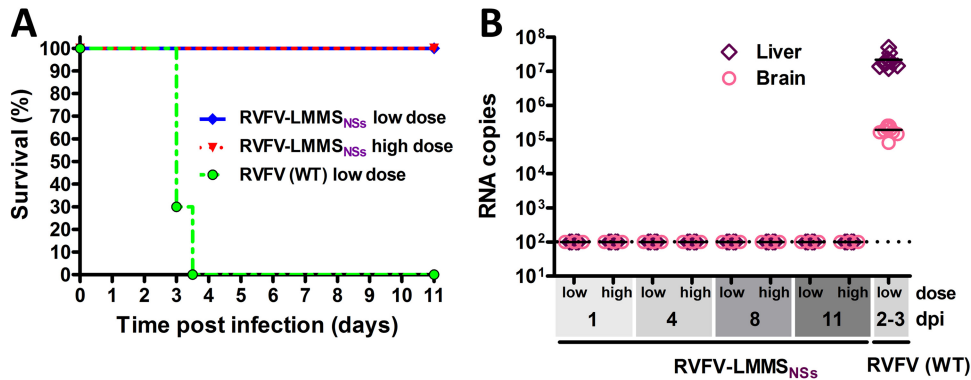 A
Survival (%)
100
90
80
70
60
50
40
30
20
10
0
0 1 2 3 4 5 6 7 8 9 10 11
Time post infection (days)
RVFV-LMMSNSs low dose
RVFV-LMMSNSs high dose
RVFV (WT) low dose
B
RNA copies
10^8
10^7
10^6
10^5
10^4
10^3
10^2
10^1
Liver
Brain
low high low high low high low high low dose
1 4 8 11 2-3 dpi
RVFV-LMMSNSs RVFV (WT)